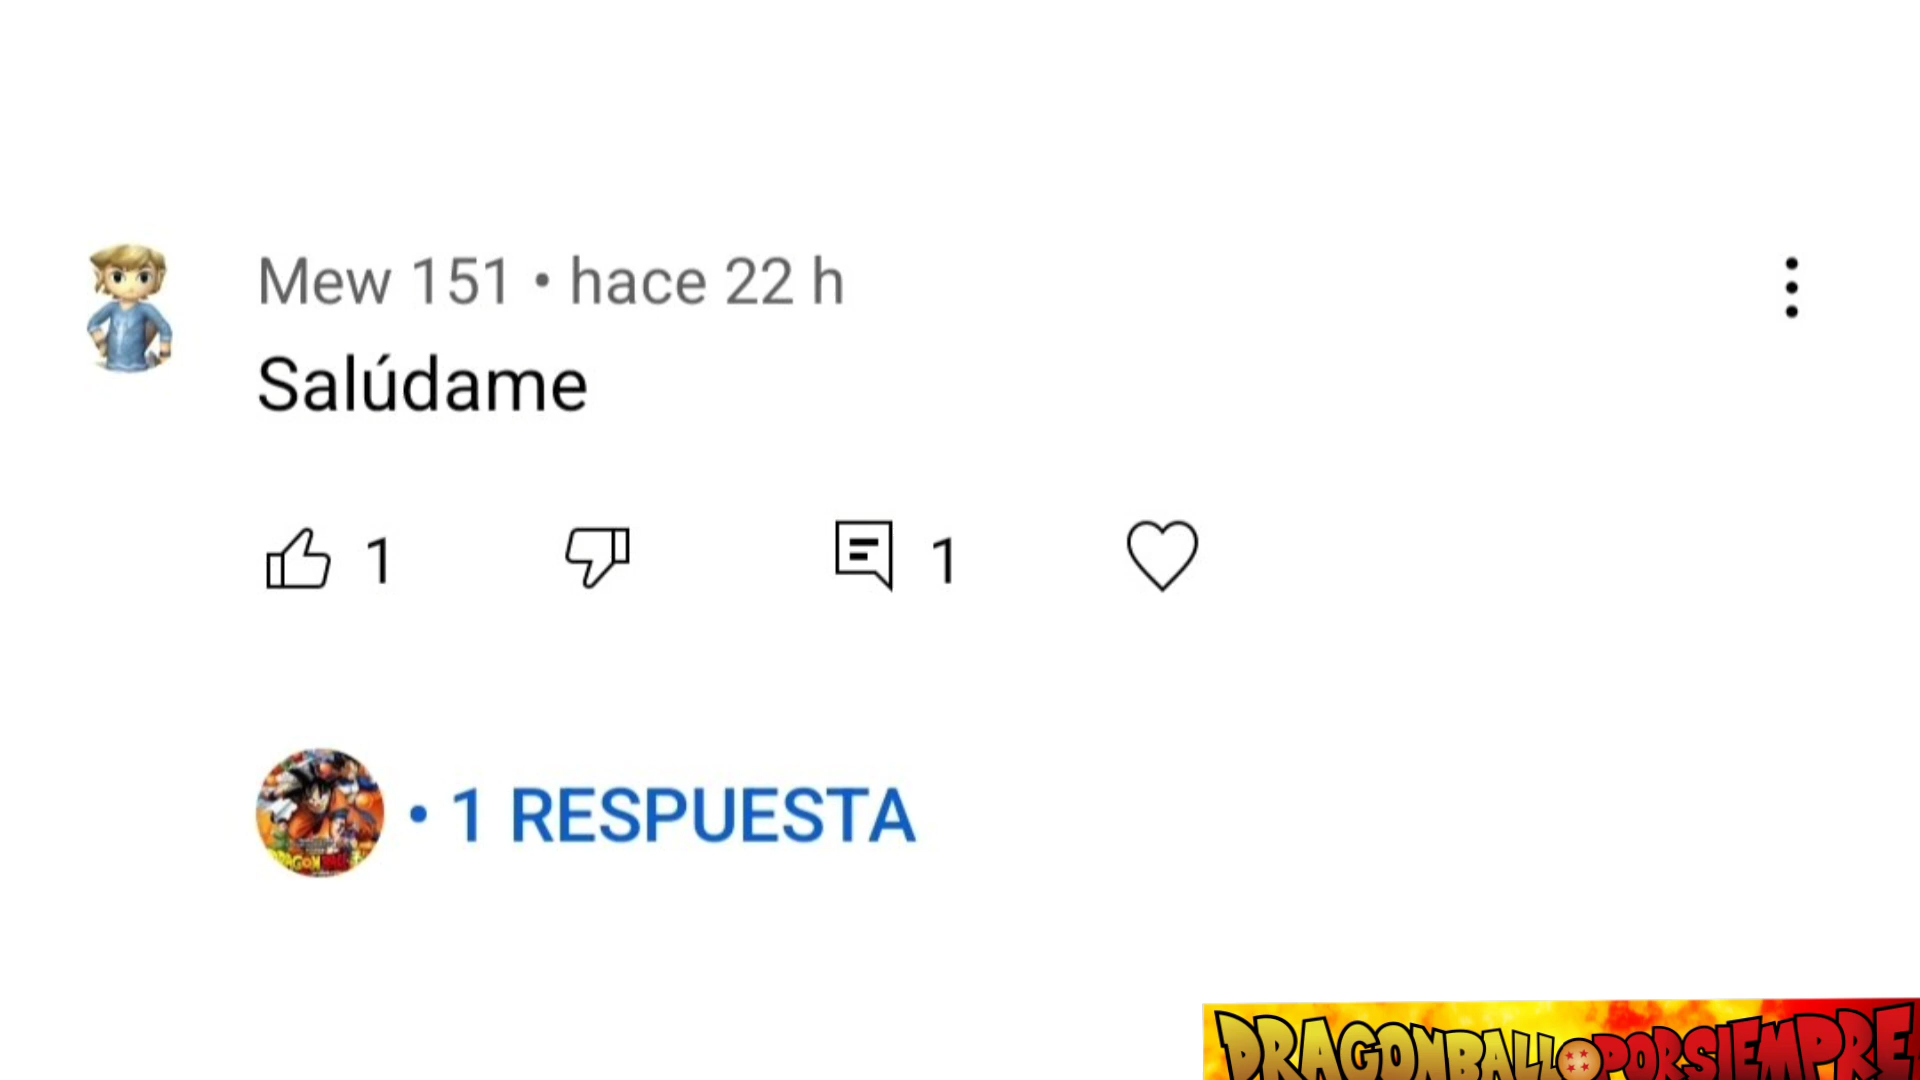 Mew 151 • hace 22 h
Salúdame
1
1
• 1 RESPUESTA
DRAGONBALLPORSIEMPRE